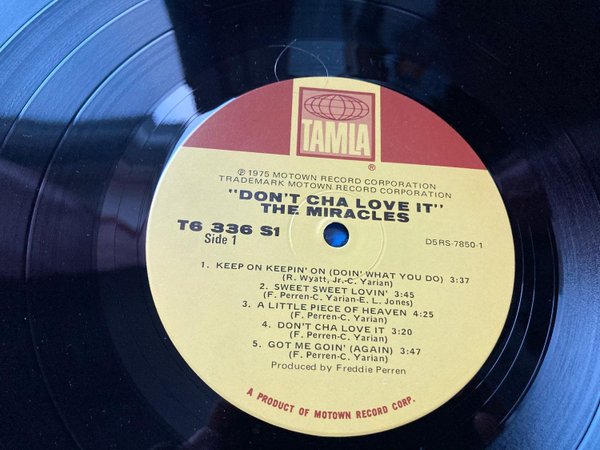 TAMLA
®
℗ 1975 MOTOWN RECORD CORPORATION
TRADEMARK MOTOWN RECORD CORPORATION
"DON'T CHA LOVE IT"
THE MIRACLES
T6 336 S1
Side 1
D5RS-7850-1
1. KEEP ON KEEPIN' ON (DOIN' WHAT YOU DO) 3:37
(R. Wyatt, Jr.-C. Yarian)
2. SWEET SWEET LOVIN' 3:45
(F. Perren-C. Yarian-E. L. Jones)
3. A LITTLE PIECE OF HEAVEN 4:25
(F. Perren-C. Yarian)
4. DON'T CHA LOVE IT 3:20
(F. Perren-C. Yarian)
5. GOT ME GOIN' (AGAIN) 3:47
(F. Perren-C. Yarian)
Produced by Freddie Perren
A PRODUCT OF MOTOWN RECORD CORP.